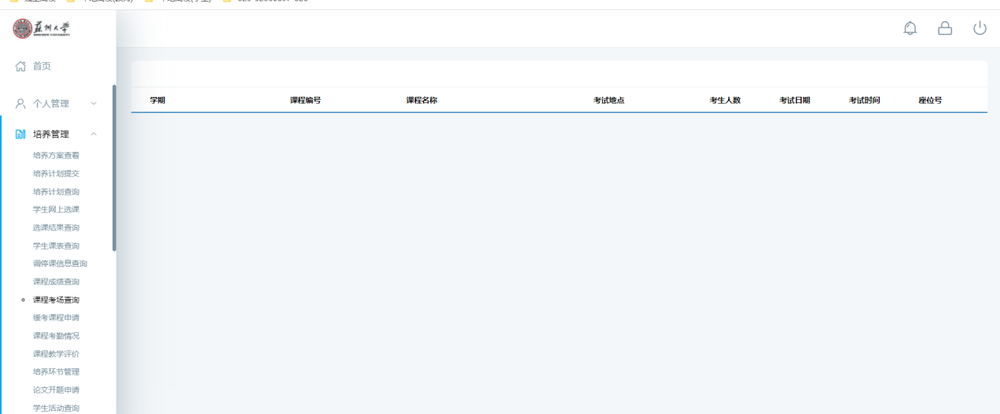 苏州大学
SOOCHOW UNIVERSITY
首页
个人管理
培养管理
培养方案查看
培养计划提交
培养计划查询
学生网上选课
选课结果查询
学生课表查询
调停课信息查询
课程成绩查询
课程考场查询
缓考课程申请
课程考勤情况
课程教学评价
培养环节管理
论文开题申请
学生活动查询
学期 课程编号 课程名称 考试地点 考生人数 考试日期 考试时间 座位号